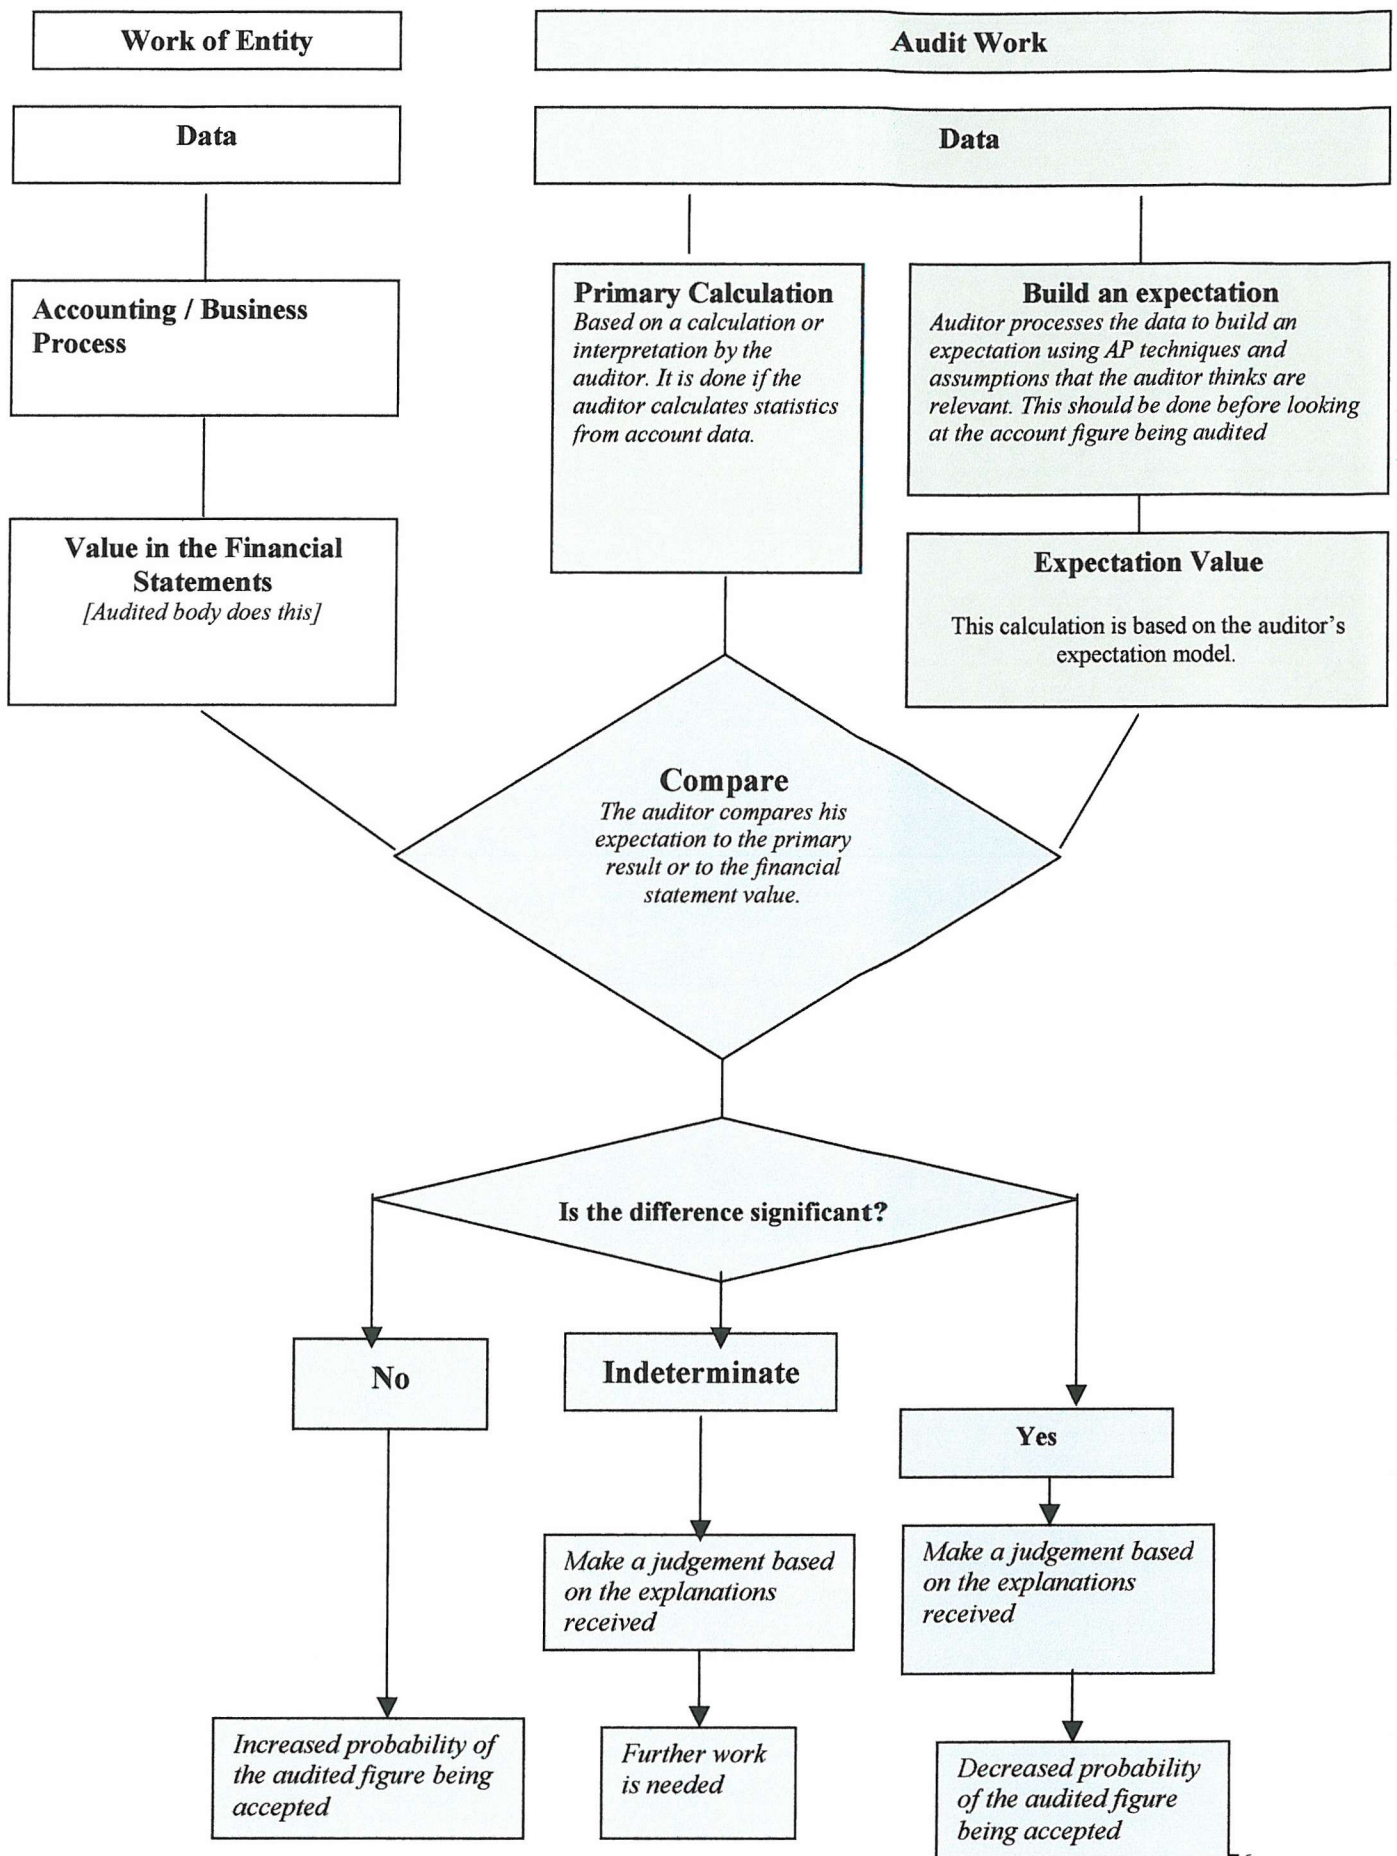 Work of Entity
Audit Work
Data
Data
Accounting / Business
Process
Primary Calculation
Based on a calculation or
interpretation by the
auditor. It is done if the
auditor calculates statistics
from account data.
Build an expectation
Auditor processes the data to build an
expectation using AP techniques and
assumptions that the auditor thinks are
relevant. This should be done before looking
at the account figure being audited
Value in the Financial
Statements
[Audited body does this]
Expectation Value
This calculation is based on the auditor's
expectation model.
Compare
The auditor compares his
expectation to the primary
result or to the financial
statement value.
Is the difference significant?
No
Indeterminate
Yes
Make a judgement based
on the explanations
received
Make a judgement based
on the explanations
received
Increased probability of
the audited figure being
accepted
Further work
is needed
Decreased probability
of the audited figure
being accepted